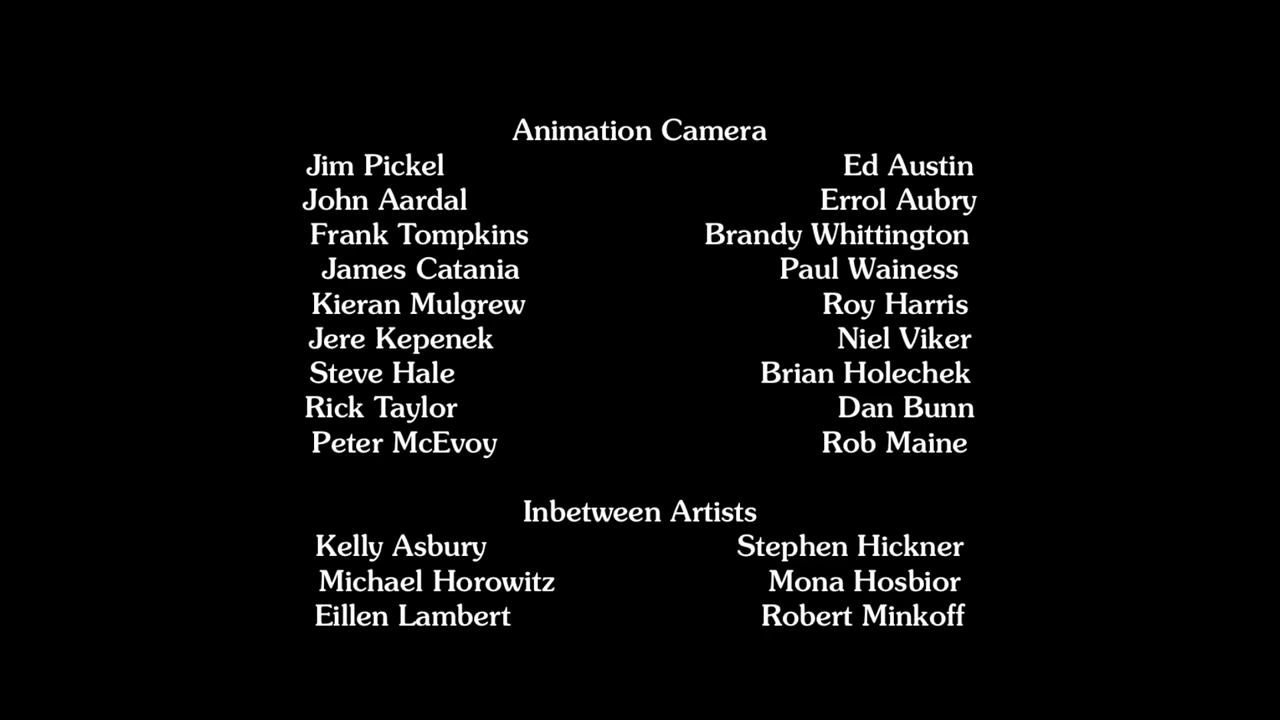 Animation Camera
Jim Pickel Ed Austin
John Aardal Errol Aubry
Frank Tompkins Brandy Whittington
James Catania Paul Wainess
Kieran Mulgrew Roy Harris
Jere Kepenek Niel Viker
Steve Hale Brian Holechek
Rick Taylor Dan Bunn
Peter McEvoy Rob Maine
Inbetween Artists
Kelly Asbury Stephen Hickner
Michael Horowitz Mona Hosbior
Eillen Lambert Robert Minkoff